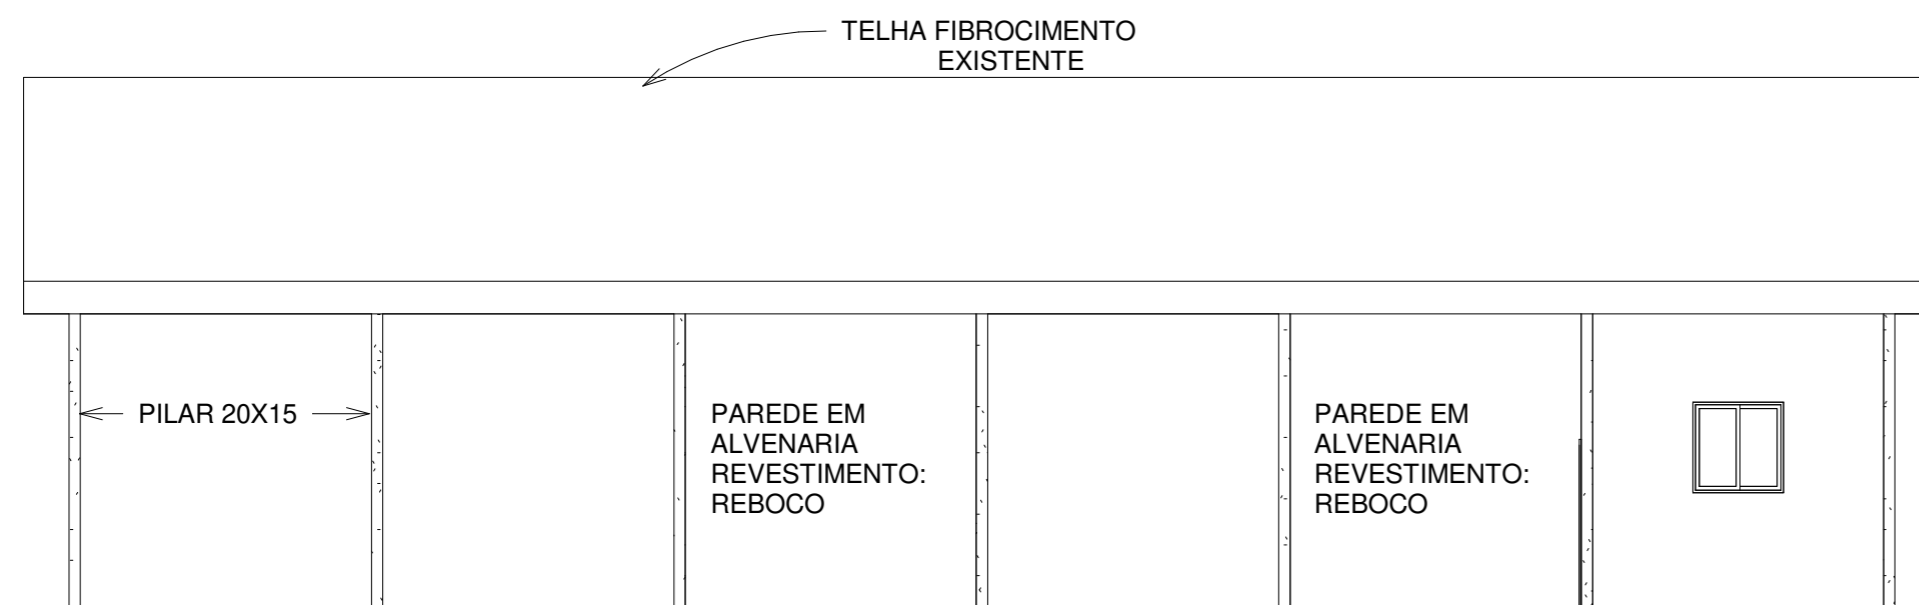 TELHA FIBROCIMENTO
EXISTENTE
PILAR 20X15
PAREDE EM
ALVENARIA
REVESTIMENTO:
REBOCO
PAREDE EM
ALVENARIA
REVESTIMENTO:
REBOCO